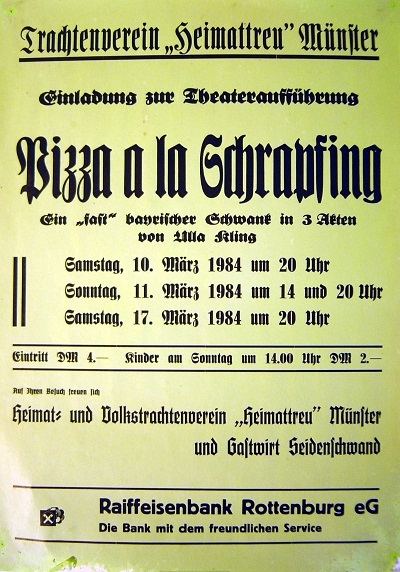 Trachtenverein „Heimattreu” Münster
Einladung zur Theateraufführung
Pizza a la Schrapfing
Ein „fast” bayrischer Schwank in 3 Akten
von Ulla Kling
Samstag, 10. März 1984 um 20 Uhr
Sonntag, 11. März 1984 um 14 und 20 Uhr
Samstag, 17. März 1984 um 20 Uhr
Eintritt DM 4.— Kinder am Sonntag um 14.00 Uhr DM 2.—
Auf Ihren Besuch freuen sich
Heimat- und Volkstrachtenverein „Heimattreu” Münster
und Gastwirt Seidenschwand
Raiffeisenbank Rottenburg eG
Die Bank mit dem freundlichen Service